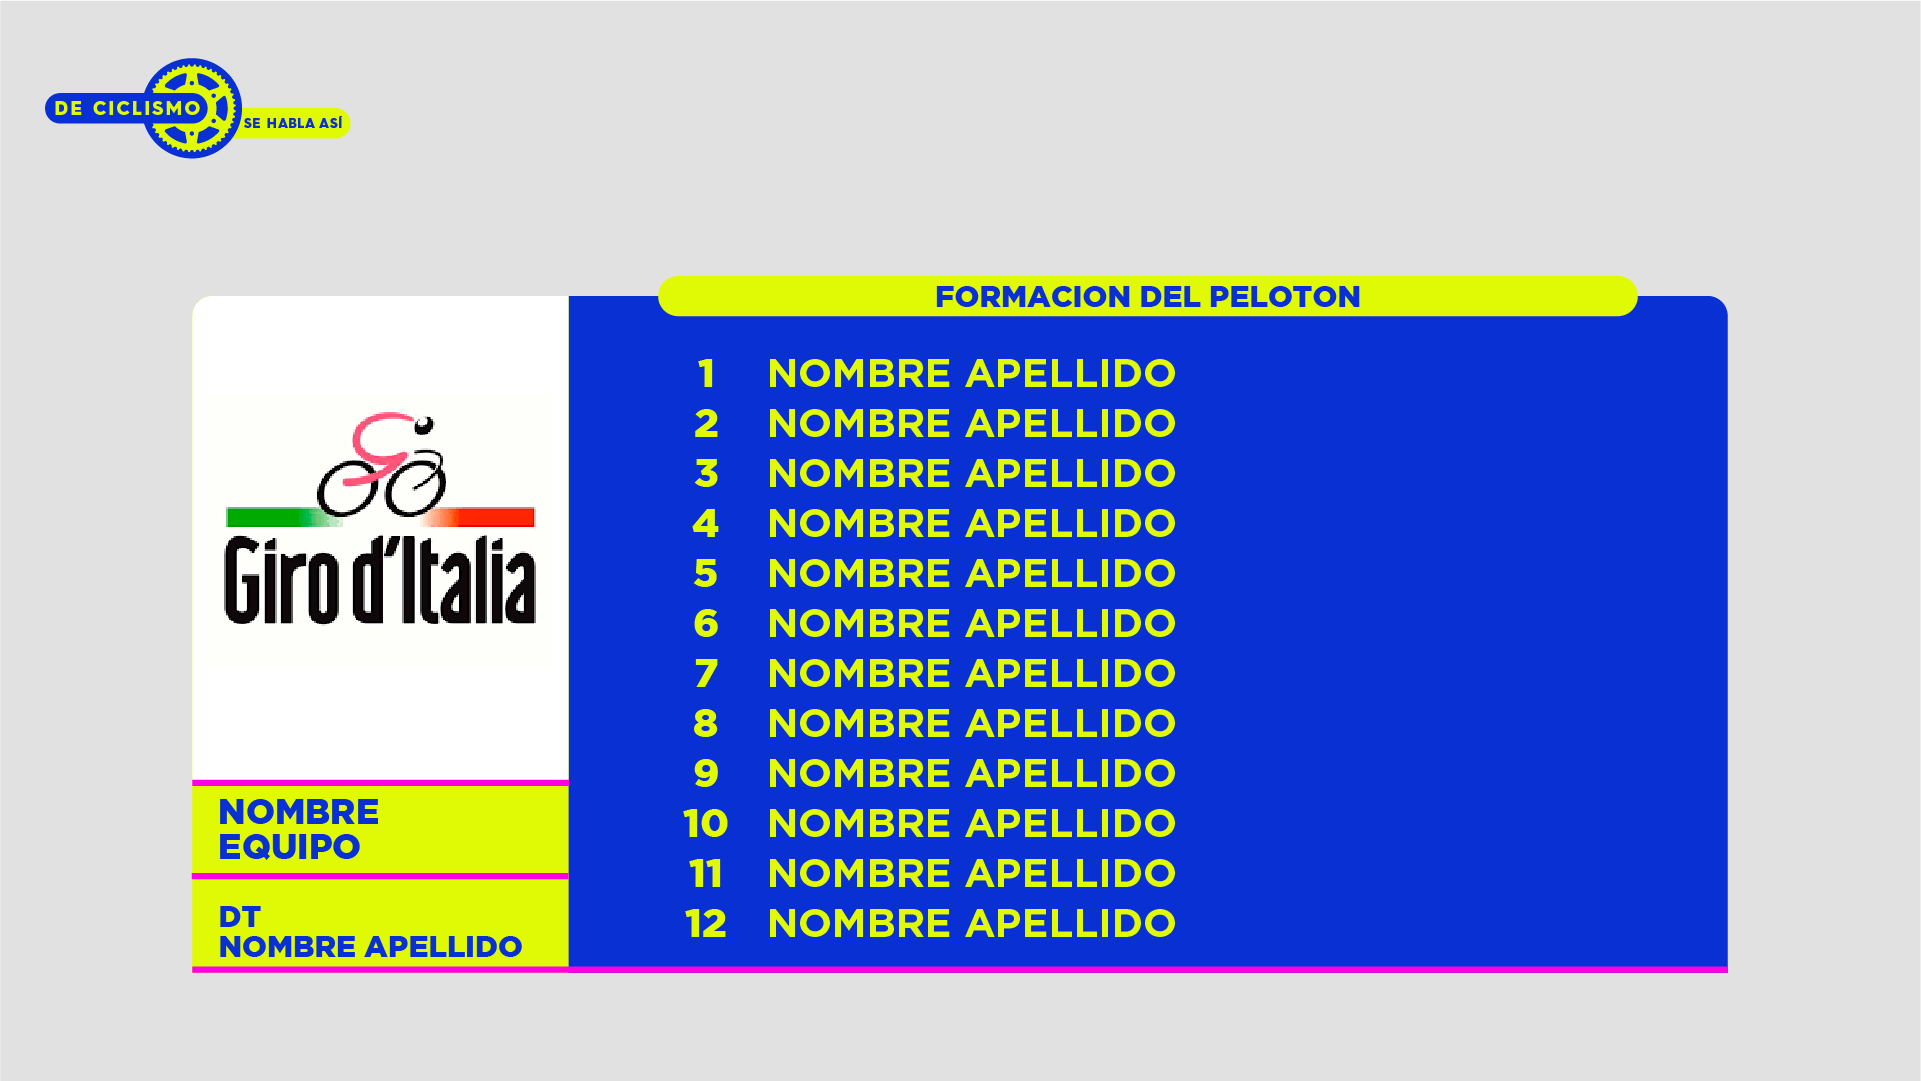 DE CICLISMO
SE HABLA ASÍ
FORMACION DEL PELOTON
Giro d'Italia
NOMBRE
EQUIPO
DT
NOMBRE APELLIDO
1 NOMBRE APELLIDO
2 NOMBRE APELLIDO
3 NOMBRE APELLIDO
4 NOMBRE APELLIDO
5 NOMBRE APELLIDO
6 NOMBRE APELLIDO
7 NOMBRE APELLIDO
8 NOMBRE APELLIDO
9 NOMBRE APELLIDO
10 NOMBRE APELLIDO
11 NOMBRE APELLIDO
12 NOMBRE APELLIDO